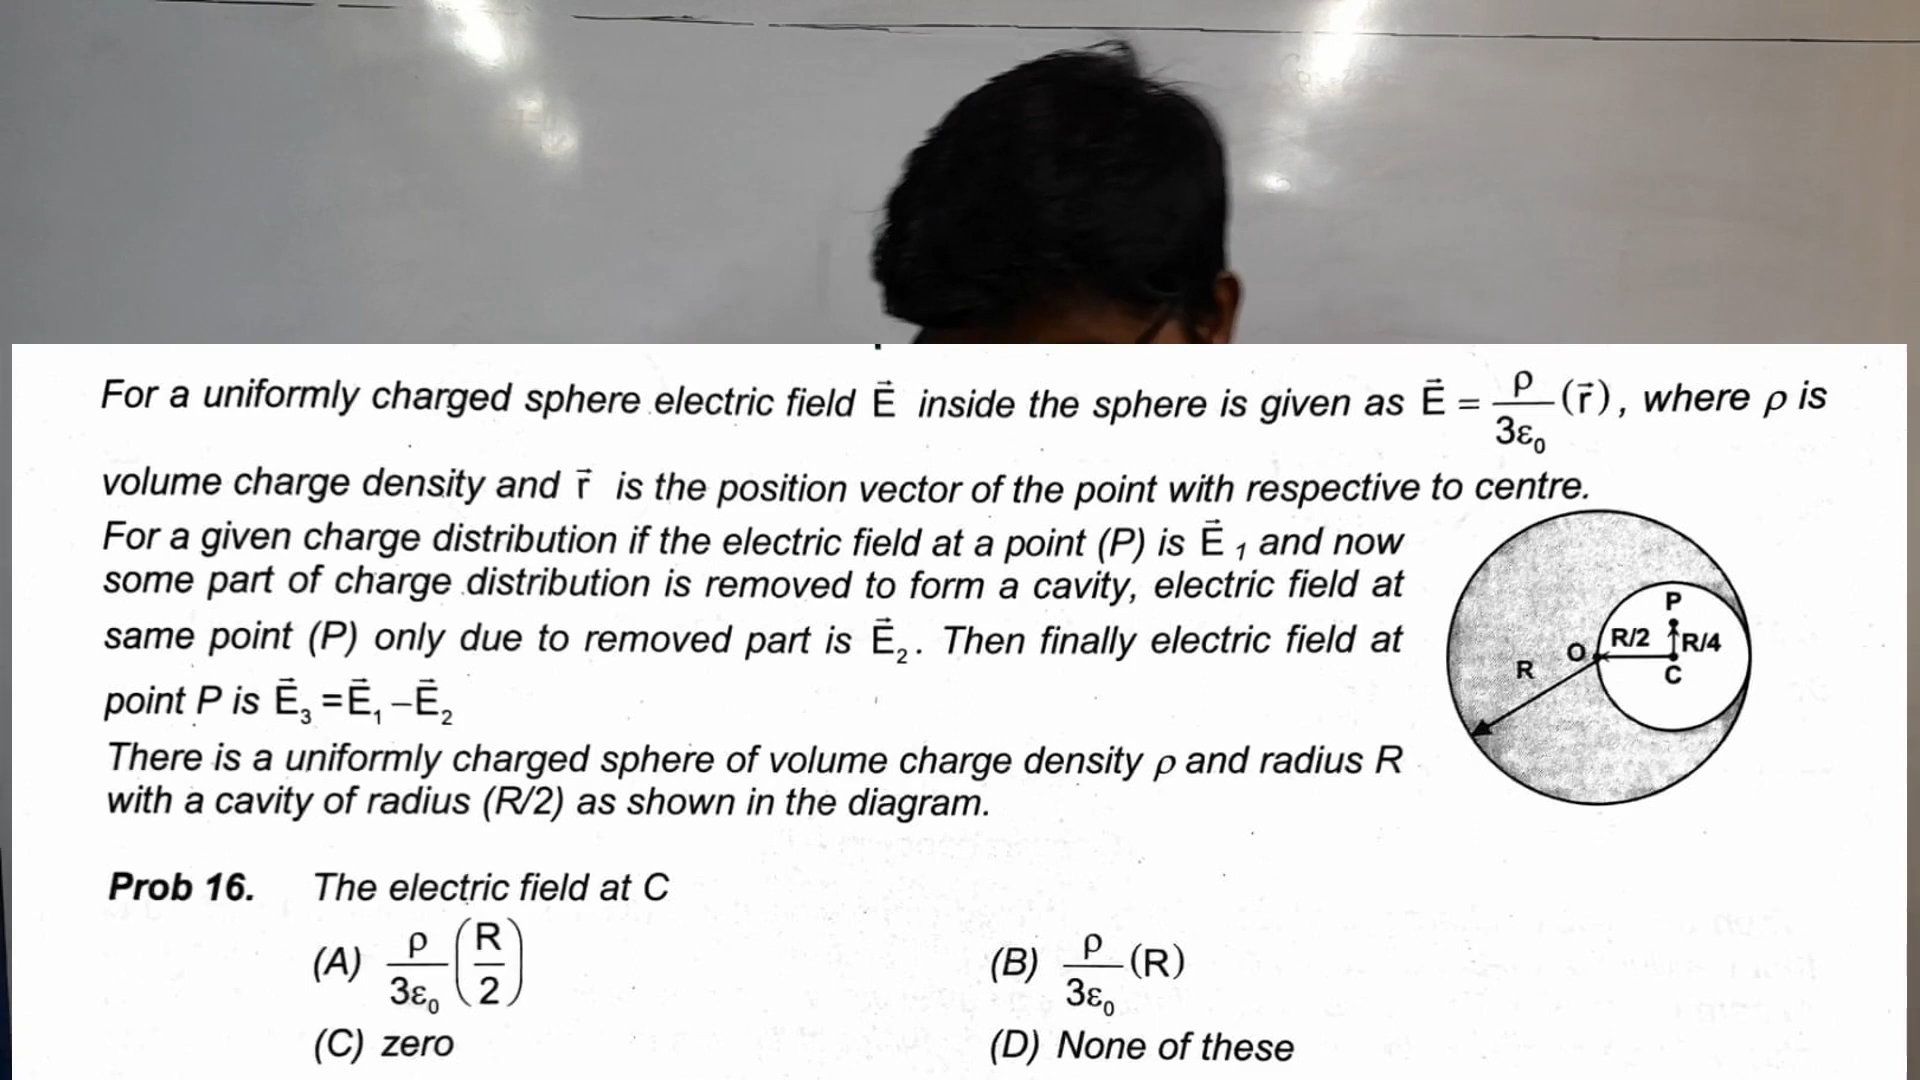 For a uniformly charged sphere electric field E⃗ inside the sphere is given as E⃗ = ρ/3ε₀ (r⃗), where ρ is
volume charge density and r⃗ is the position vector of the point with respective to centre.
For a given charge distribution if the electric field at a point (P) is E⃗₁ and now
some part of charge distribution is removed to form a cavity, electric field at
same point (P) only due to removed part is E⃗₂. Then finally electric field at
point P is E⃗₃ = E⃗₁ – E⃗₂
There is a uniformly charged sphere of volume charge density ρ and radius R
with a cavity of radius (R/2) as shown in the diagram.
P
O R/2 R/4
R C
Prob 16. The electric field at C
(A) ρ/3ε₀ (R/2) (B) ρ/3ε₀ (R)
(C) zero (D) None of these